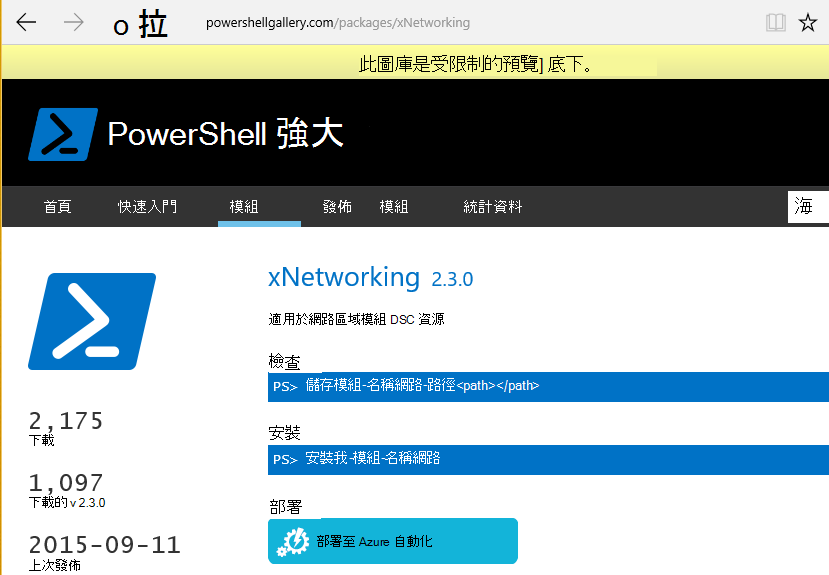 o 拉 powershellgallery.com/packages/xNetworking
此圖庫是受限制的預覽] 底下。
PowerShell 強大
首頁 快速入門 模組 發佈 模組 統計資料 海
xNetworking 2.3.0
適用於網路區域模組 DSC 資源
檢查
PS> 儲存模組-名稱網路-路徑<path></path>
2,175
下載
安裝
PS> 安裝我-模組-名稱網路
1,097
下載的 v 2.3.0
部署
部署至 Azure 自動化
2015-09-11
上次發佈